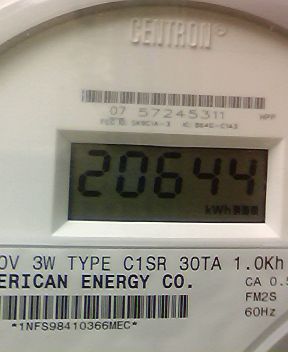 CENTRON®
07 57245311
HPP
20644
kWh
0V 3W TYPE C1SR 30TA 1.0Kh
ERICAN ENERGY CO.
CA 0.5
FM2S
60Hz
*1NFS98410366MEC*